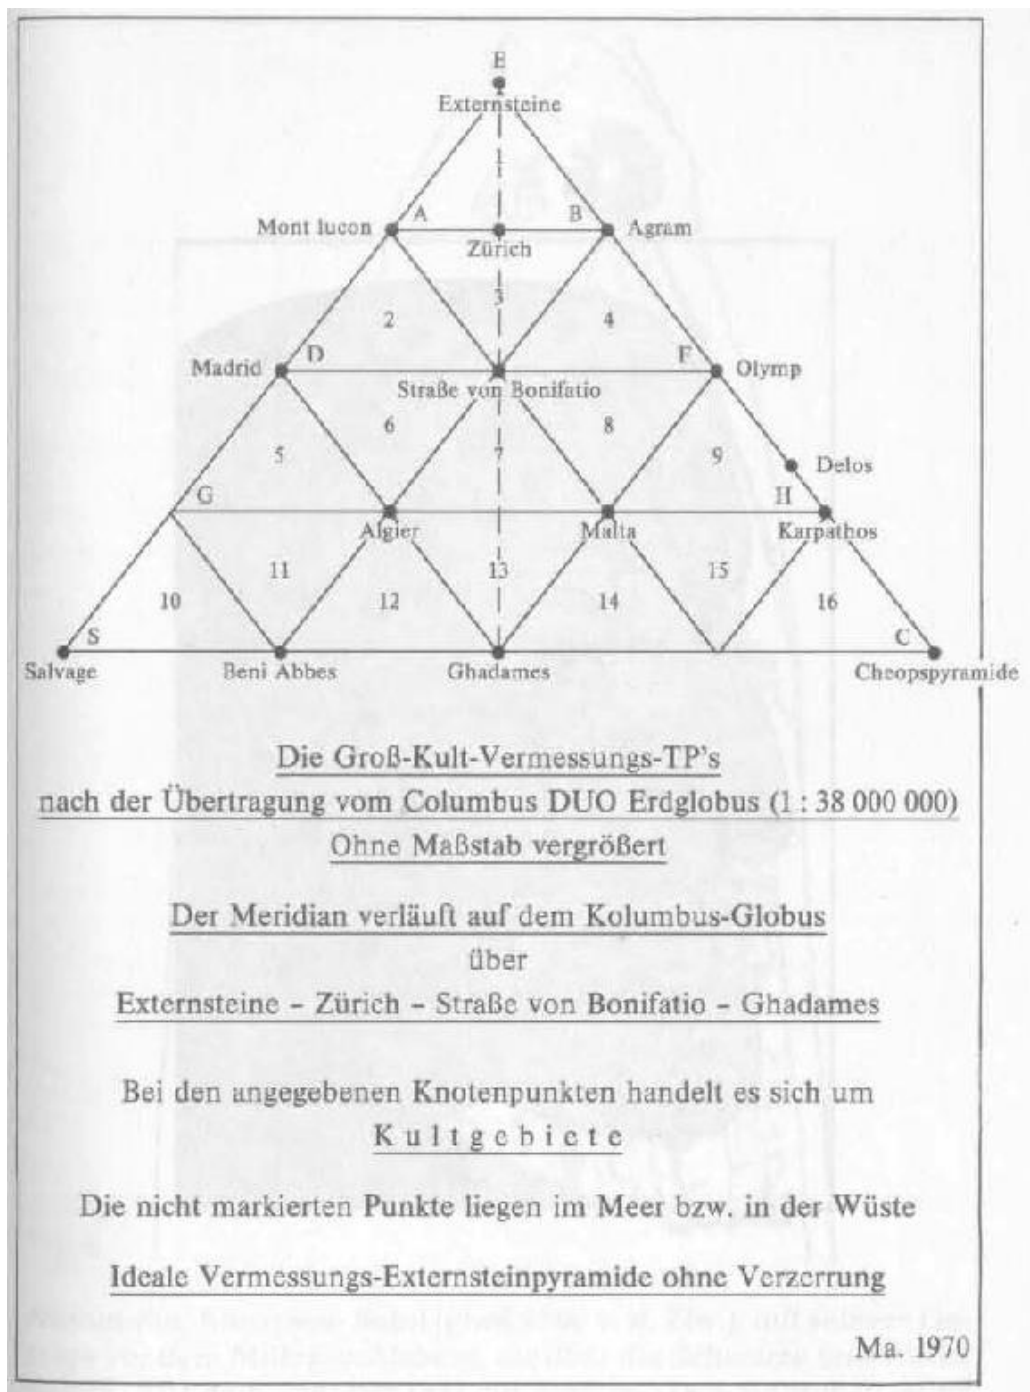 E
Externsteine
1
Mont lucon A B Agram
Zürich
3
2 4
Madrid D F Olymp
Straße von Bonifatio
6 8
5 7 9 Delos
G H
Algier Malta Karpathos
11 13 15
10 12 14 16
S C
Salvage Beni Abbes Ghadames Cheopspyramide
Die Groß-Kult-Vermessungs-TP's
nach der Übertragung vom Columbus DUO Erdglobus (1 : 38 000 000)
Ohne Maßstab vergrößert
Der Meridian verläuft auf dem Kolumbus-Globus
über
Externsteine – Zürich – Straße von Bonifatio – Ghadames
Bei den angegebenen Knotenpunkten handelt es sich um
Kultgebiete
Die nicht markierten Punkte liegen im Meer bzw. in der Wüste
Ideale Vermessungs-Externsteinpyramide ohne Verzerrung
Ma. 1970